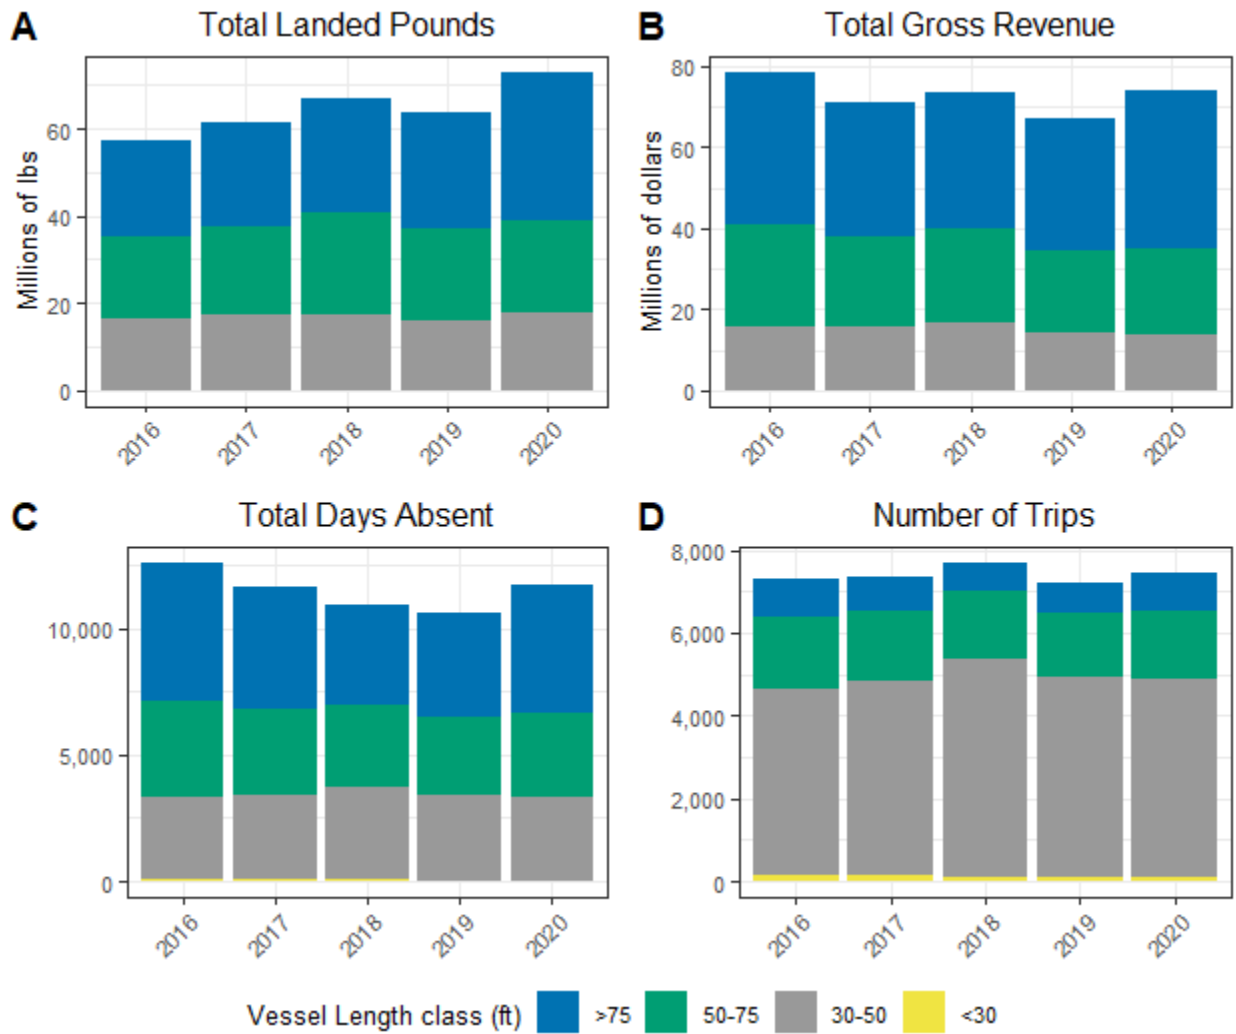 A Total Landed Pounds
Millions of lbs
60
40
20
0
2016 2017 2018 2019 2020
B Total Gross Revenue
Millions of dollars
80
60
40
20
0
2016 2017 2018 2019 2020
C Total Days Absent
10,000
5,000
0
2016 2017 2018 2019 2020
D Number of Trips
8,000
6,000
4,000
2,000
0
2016 2017 2018 2019 2020
Vessel Length class (ft) >75 50-75 30-50 <30